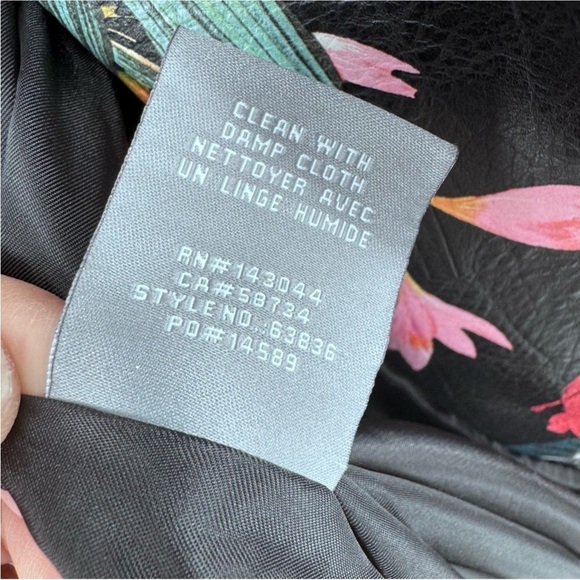 CLEAN WITH
DAMP CLOTH
NETTOYER AVEC
UN LINGE HUMIDE
RN#143044
CA#58734
STYLE NO.:63836
PO#14589